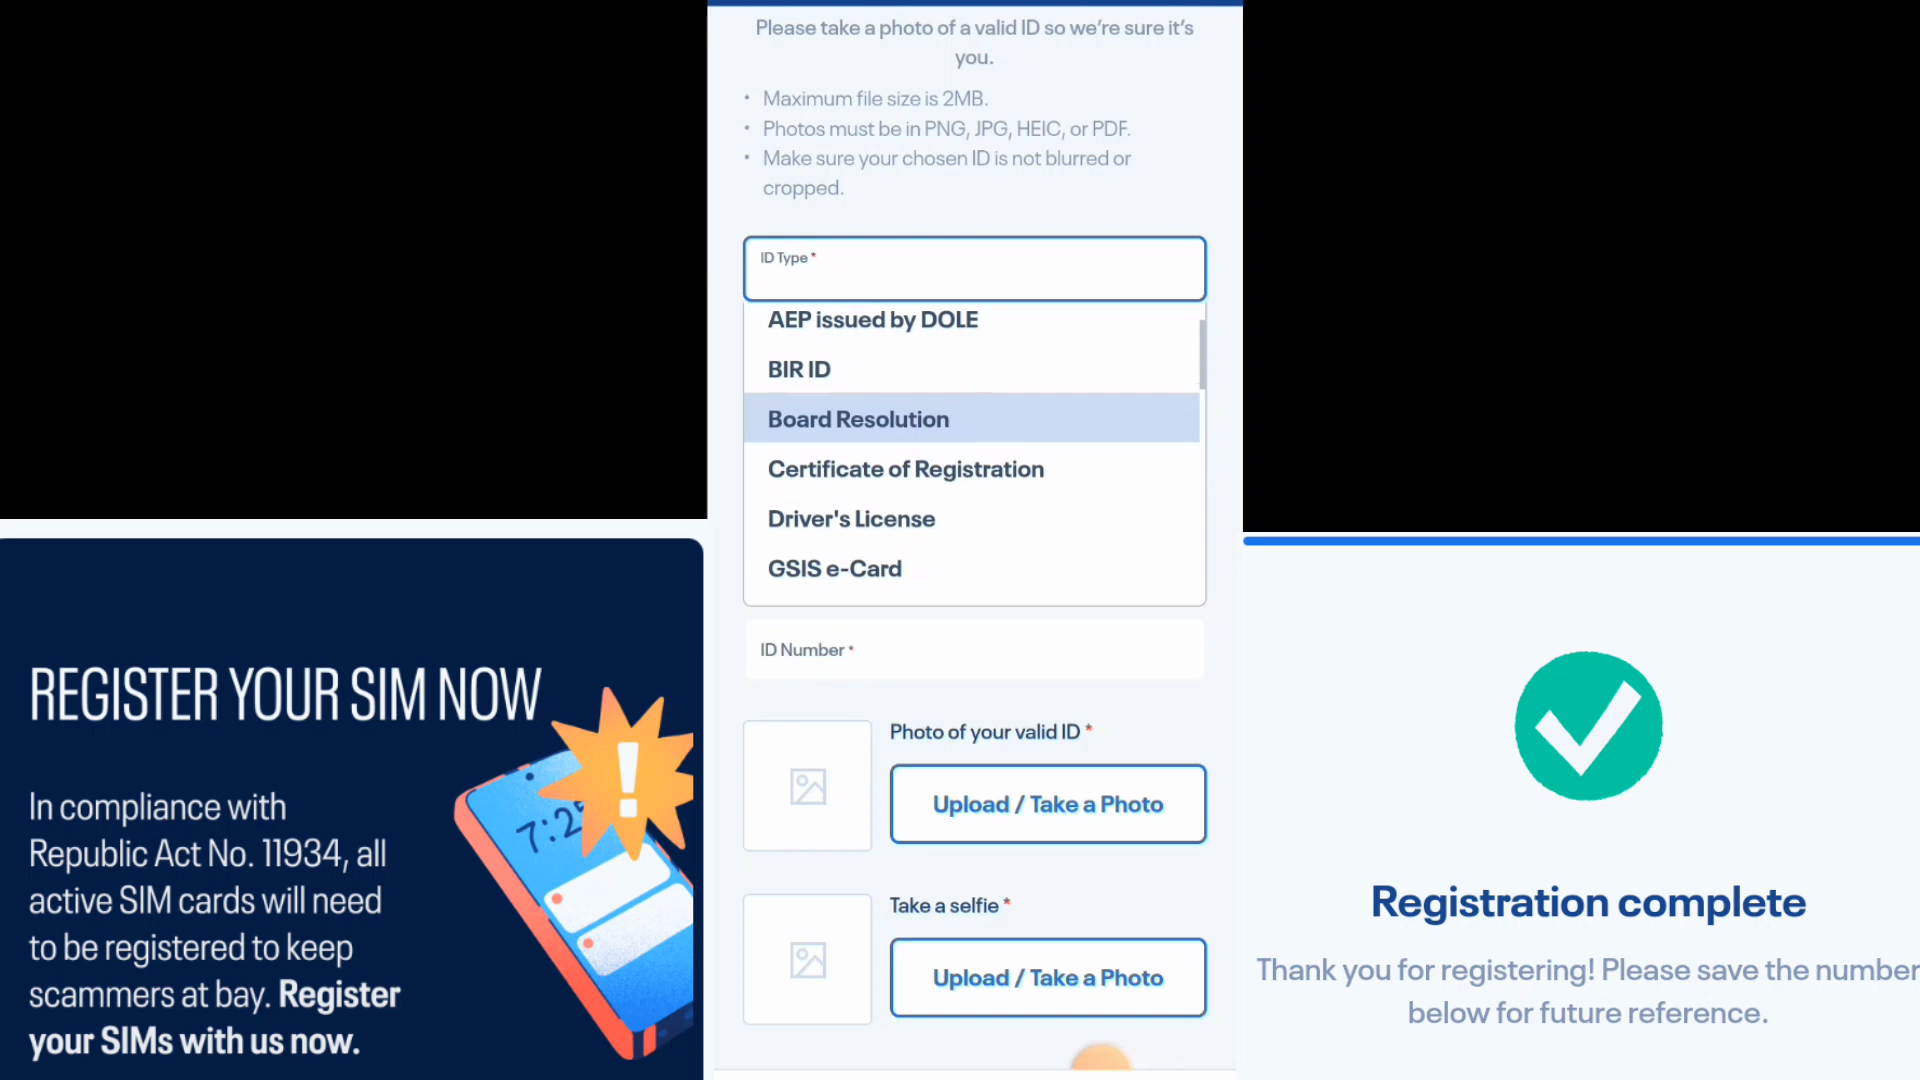 REGISTER YOUR SIM NOW
In compliance with
Republic Act No. 11934, all
active SIM cards will need
to be registered to keep
scammers at bay. Register
your SIMs with us now.
Please take a photo of a valid ID so we're sure it's
you.
• Maximum file size is 2MB.
• Photos must be in PNG, JPG, HEIC, or PDF.
• Make sure your chosen ID is not blurred or
cropped.
ID Type *
AEP issued by DOLE
BIR ID
Board Resolution
Certificate of Registration
Driver's License
GSIS e-Card
ID Number *
Photo of your valid ID *
Upload / Take a Photo
Take a selfie *
Upload / Take a Photo
Registration complete
Thank you for registering! Please save the number
below for future reference.